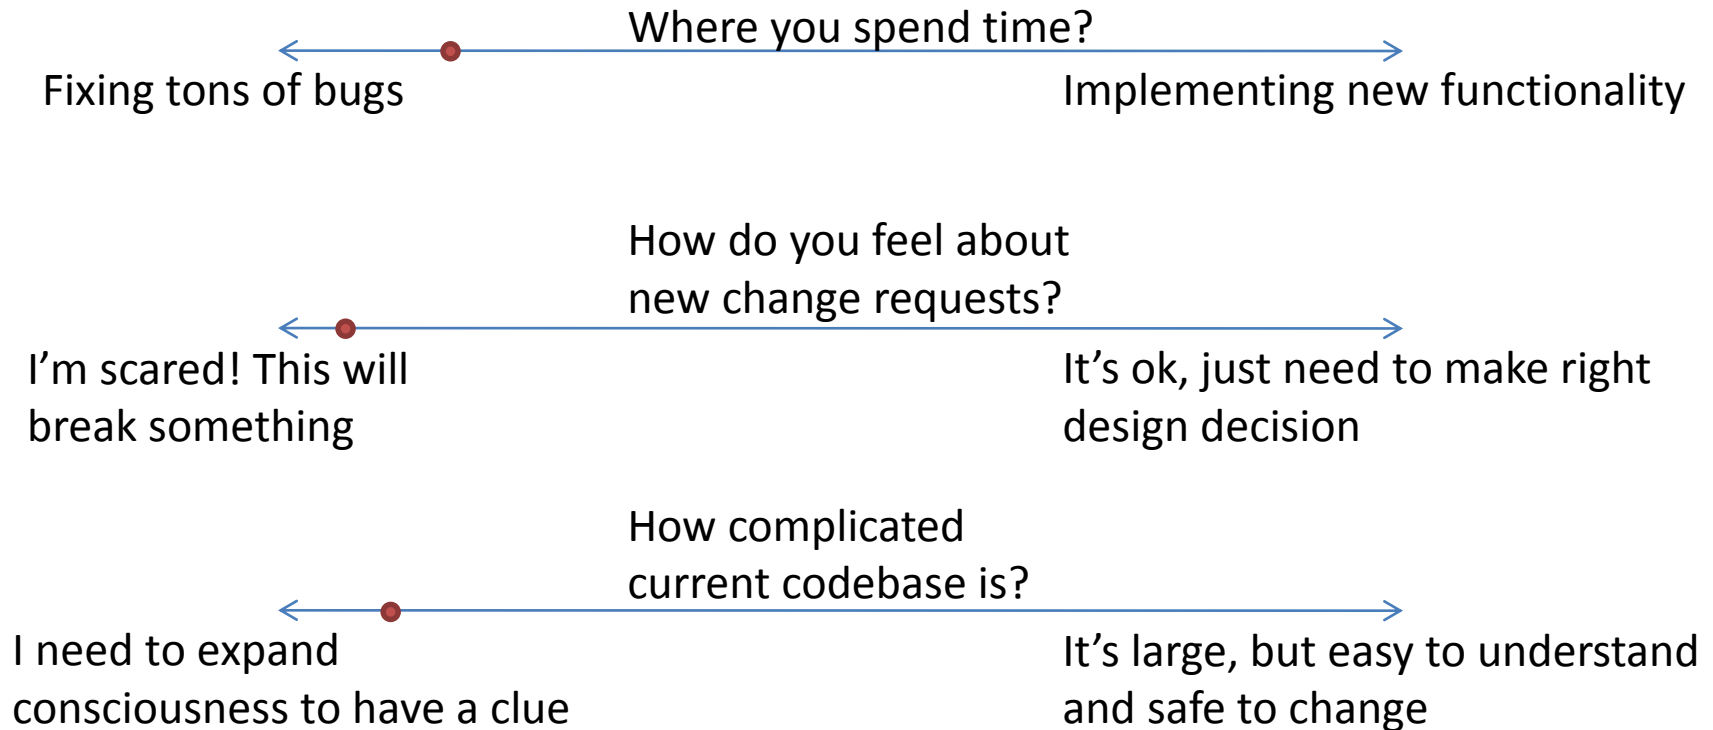 Where you spend time?
Fixing tons of bugs
Implementing new functionality
How do you feel about
new change requests?
I'm scared! This will
break something
It's ok, just need to make right
design decision
How complicated
current codebase is?
I need to expand
consciousness to have a clue
It's large, but easy to understand
and safe to change